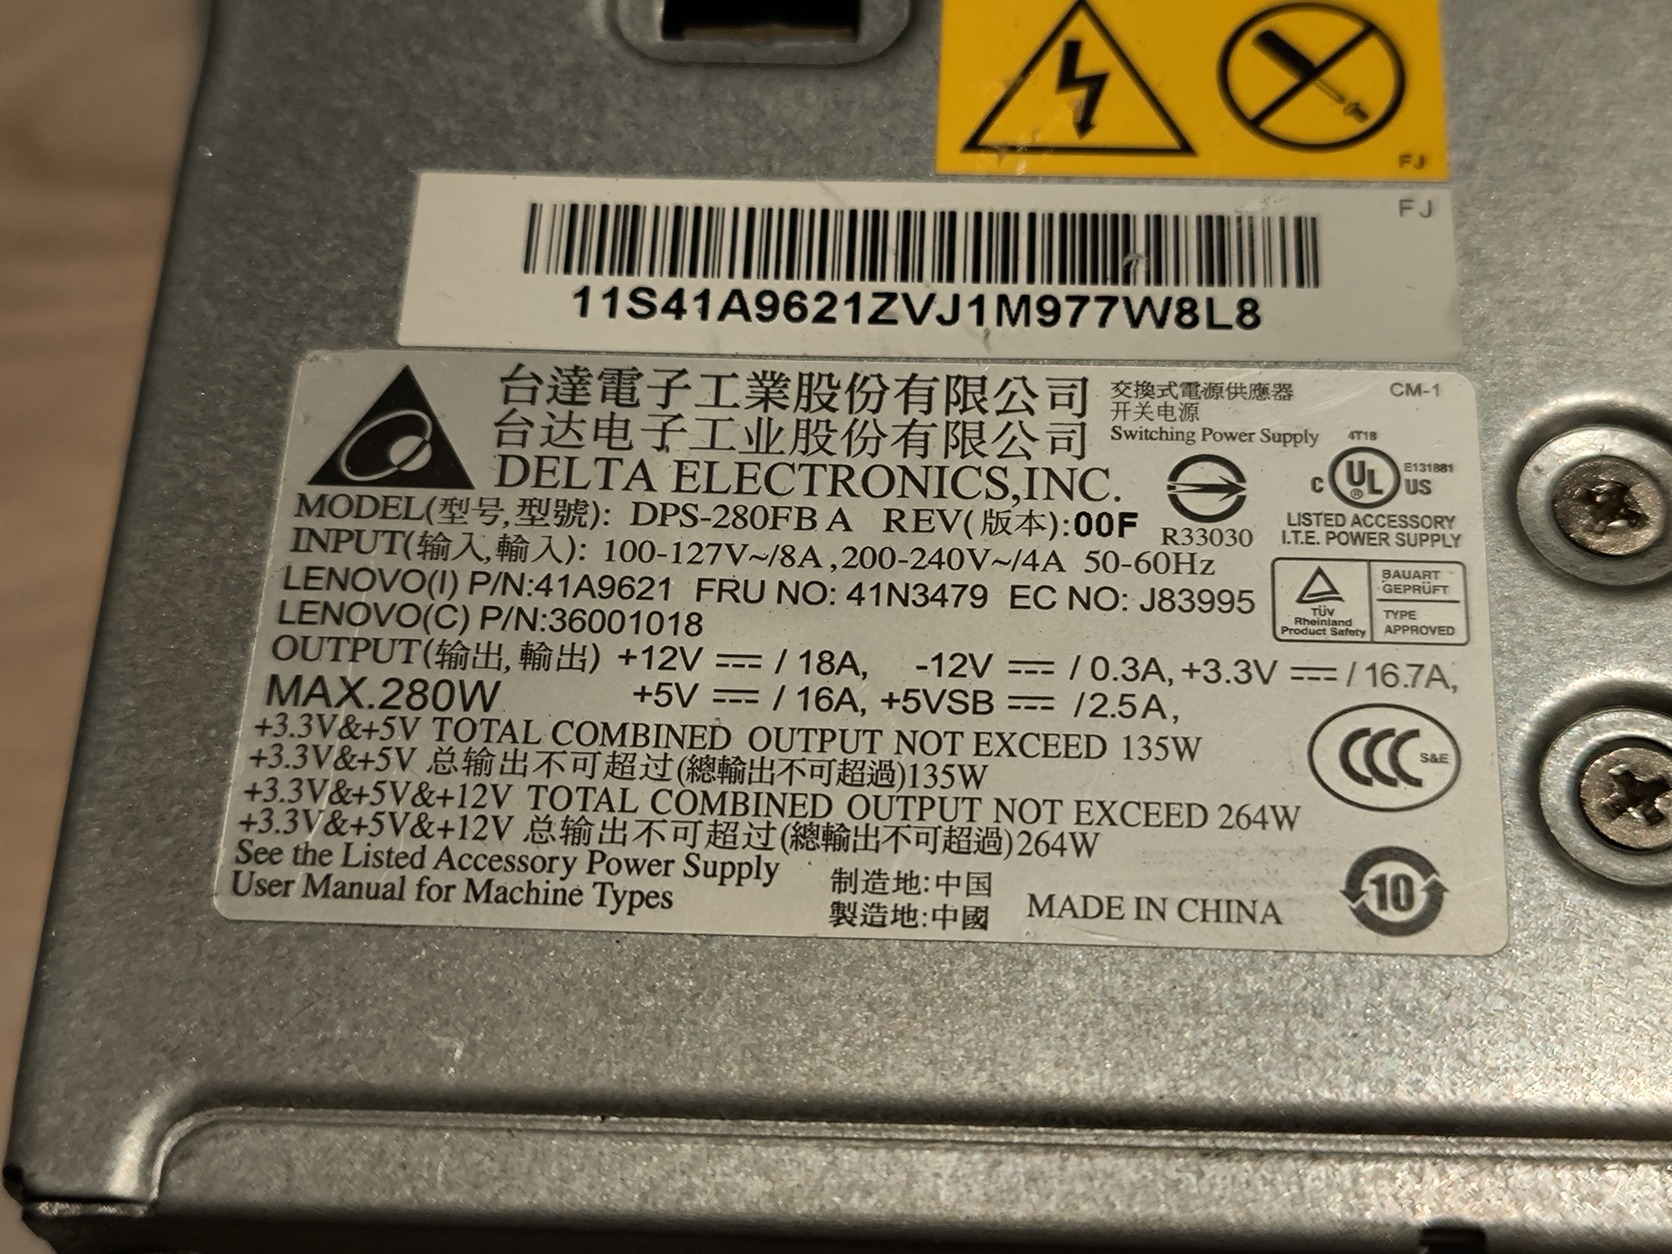 FJ
FJ
11S41A9621ZVJ1M977W8L8
台達電子工業股份有限公司
台达电子工业股份有限公司
DELTA ELECTRONICS,INC.
交換式電源供應器
开关电源
Switching Power Supply
CM-1
4T18
E131881
C UL US
®
LISTED ACCESSORY
I.T.E. POWER SUPPLY
R33030
MODEL(型号,型號): DPS-280FB A REV(版本):00F
INPUT(输入,輸入): 100-127V~/8A ,200-240V~/4A 50-60Hz
LENOVO(I) P/N:41A9621 FRU NO: 41N3479 EC NO: J83995
LENOVO(C) P/N:36001018
TÜV
Rheinland
Product Safety
BAUART
GEPRÜFT
TYPE
APPROVED
OUTPUT(输出,輸出) +12V ⎓ / 18A, -12V ⎓ / 0.3A, +3.3V ⎓ / 16.7A,
MAX.280W +5V ⎓ / 16A, +5VSB ⎓ /2.5A,
+3.3V&+5V TOTAL COMBINED OUTPUT NOT EXCEED 135W
+3.3V&+5V 总输出不可超过(總輸出不可超過)135W
+3.3V&+5V&+12V TOTAL COMBINED OUTPUT NOT EXCEED 264W
+3.3V&+5V&+12V 总输出不可超过(總輸出不可超過)264W
CCC S&E
See the Listed Accessory Power Supply
User Manual for Machine Types
制造地:中国
製造地:中國
MADE IN CHINA
10